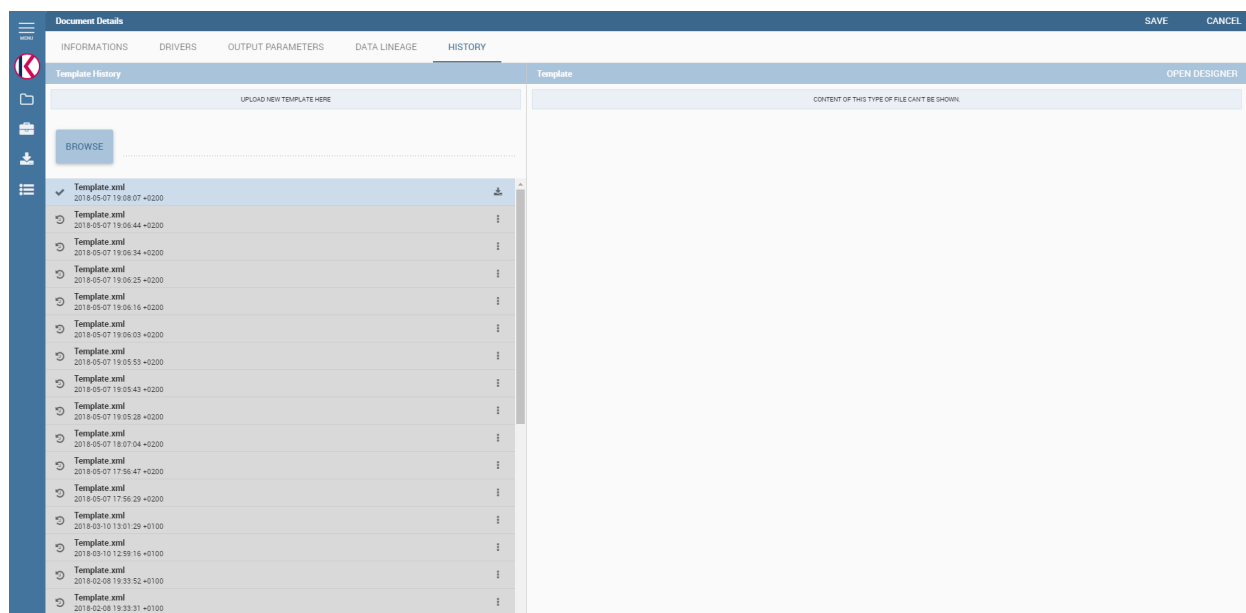 Document Details
SAVE
CANCEL
MENU
INFORMATIONS
DRIVERS
OUTPUT PARAMETERS
DATA LINEAGE
HISTORY
Template History
UPLOAD NEW TEMPLATE HERE
BROWSE
Template.xml
2018-05-07 19:08:07 +0200
Template.xml
2018-05-07 19:06:44 +0200
Template.xml
2018-05-07 19:06:34 +0200
Template.xml
2018-05-07 19:06:25 +0200
Template.xml
2018-05-07 19:06:16 +0200
Template.xml
2018-05-07 19:06:03 +0200
Template.xml
2018-05-07 19:05:53 +0200
Template.xml
2018-05-07 19:05:43 +0200
Template.xml
2018-05-07 19:05:28 +0200
Template.xml
2018-05-07 18:07:04 +0200
Template.xml
2018-05-07 17:56:47 +0200
Template.xml
2018-05-07 17:56:29 +0200
Template.xml
2018-03-10 13:01:29 +0100
Template.xml
2018-03-10 12:59:16 +0100
Template.xml
2018-02-08 19:33:52 +0100
Template.xml
2018-02-08 19:33:31 +0100
Template
OPEN DESIGNER
CONTENT OF THIS TYPE OF FILE CAN'T BE SHOWN.